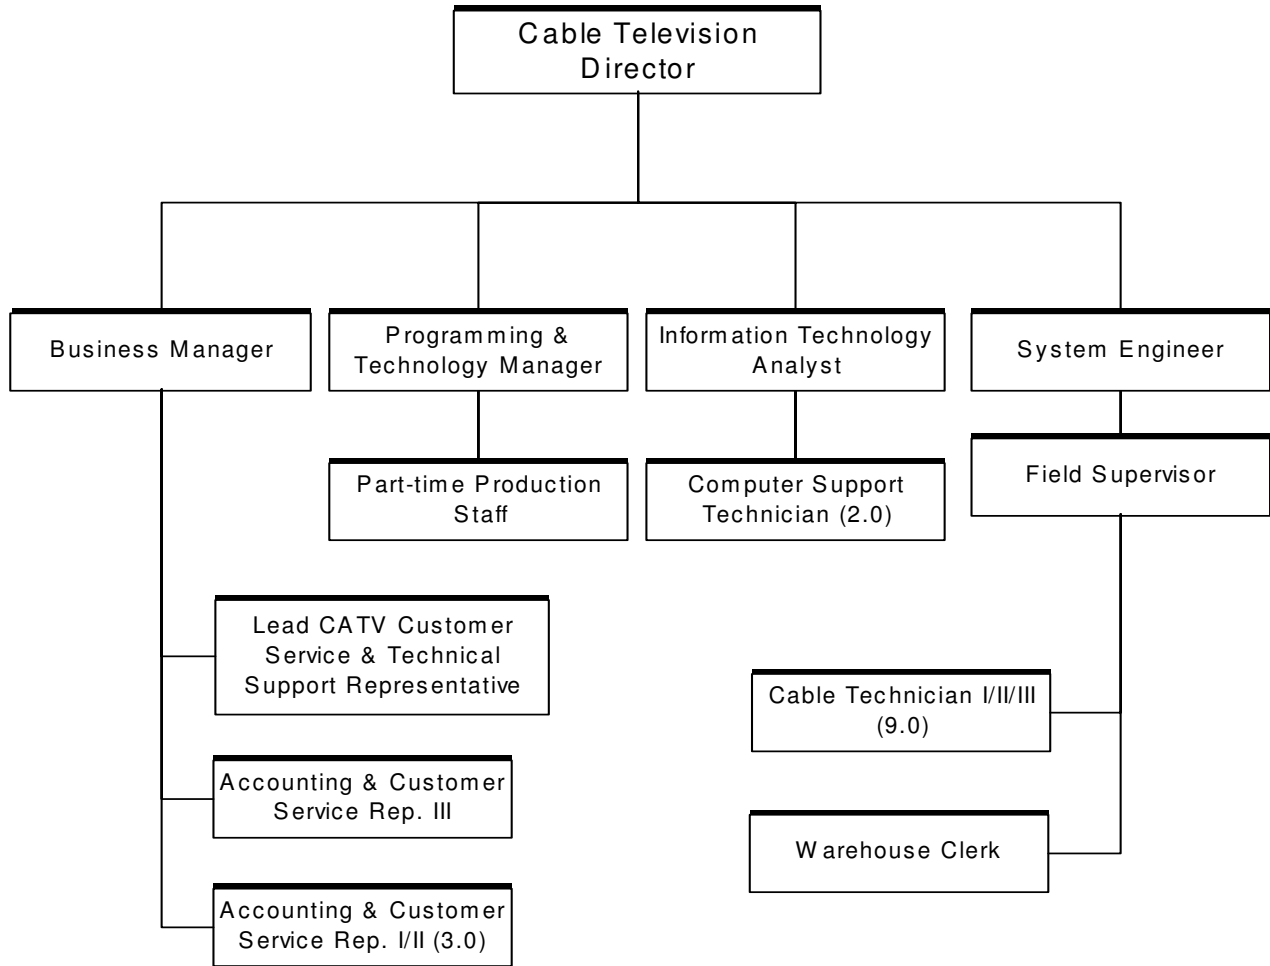 Cable Television
Director
Business Manager
Programming &
Technology Manager
Information Technology
Analyst
System Engineer
Part-time Production
Staff
Computer Support
Technician (2.0)
Field Supervisor
Lead CATV Customer
Service & Technical
Support Representative
Cable Technician I/II/III
(9.0)
Accounting & Customer
Service Rep. III
Warehouse Clerk
Accounting & Customer
Service Rep. I/II (3.0)